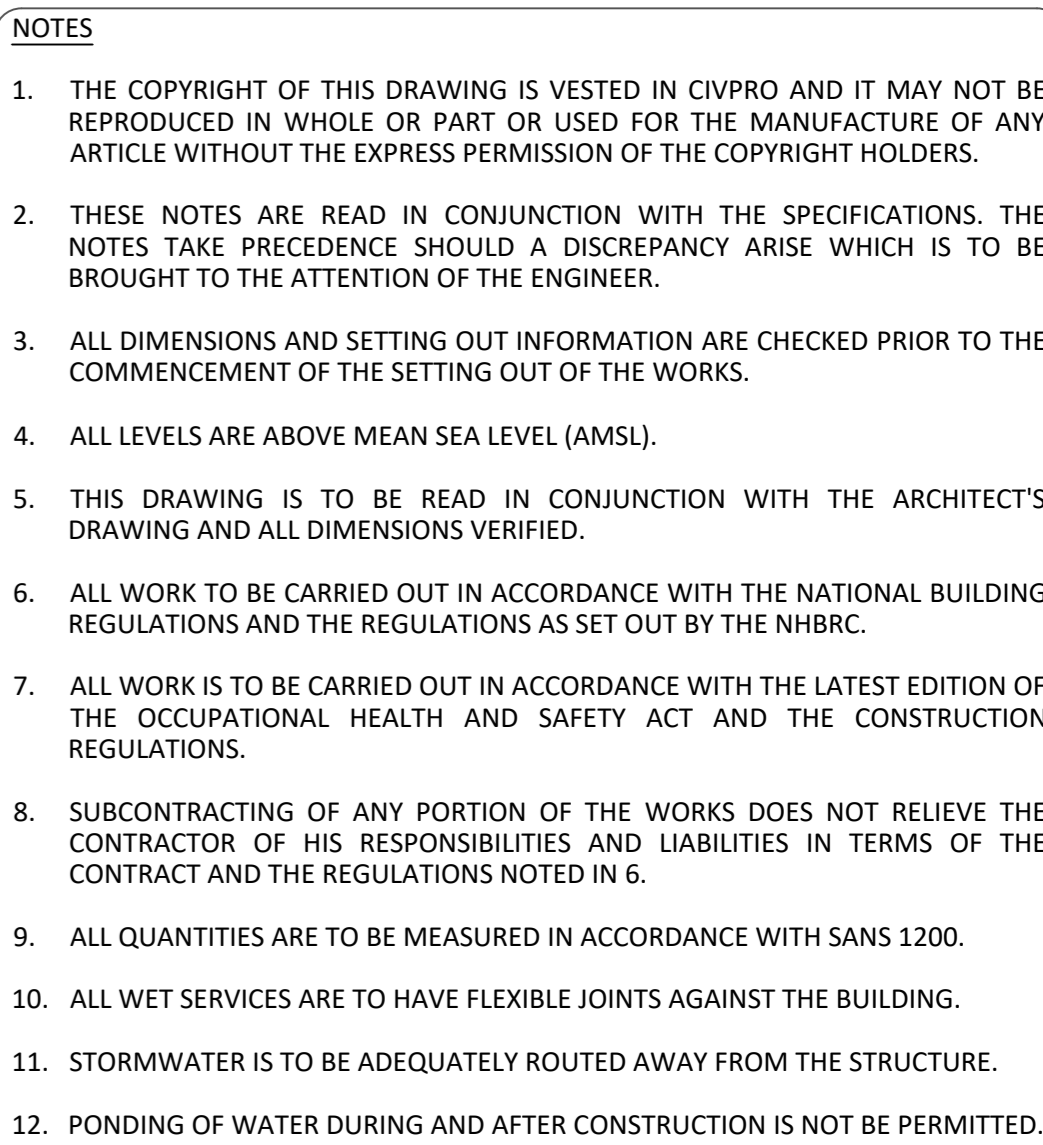 NOTES
1. THE COPYRIGHT OF THIS DRAWING IS VESTED IN CIVPRO AND IT MAY NOT BE
REPRODUCED IN WHOLE OR PART OR USED FOR THE MANUFACTURE OF ANY
ARTICLE WITHOUT THE EXPRESS PERMISSION OF THE COPYRIGHT HOLDERS.
2. THESE NOTES ARE READ IN CONJUNCTION WITH THE SPECIFICATIONS. THE
NOTES TAKE PRECEDENCE SHOULD A DISCREPANCY ARISE WHICH IS TO BE
BROUGHT TO THE ATTENTION OF THE ENGINEER.
3. ALL DIMENSIONS AND SETTING OUT INFORMATION ARE CHECKED PRIOR TO THE
COMMENCEMENT OF THE SETTING OUT OF THE WORKS.
4. ALL LEVELS ARE ABOVE MEAN SEA LEVEL (AMSL).
5. THIS DRAWING IS TO BE READ IN CONJUNCTION WITH THE ARCHITECT'S
DRAWING AND ALL DIMENSIONS VERIFIED.
6. ALL WORK TO BE CARRIED OUT IN ACCORDANCE WITH THE NATIONAL BUILDING
REGULATIONS AND THE REGULATIONS AS SET OUT BY THE NHBRC.
7. ALL WORK IS TO BE CARRIED OUT IN ACCORDANCE WITH THE LATEST EDITION OF
THE OCCUPATIONAL HEALTH AND SAFETY ACT AND THE CONSTRUCTION
REGULATIONS.
8. SUBCONTRACTING OF ANY PORTION OF THE WORKS DOES NOT RELIEVE THE
CONTRACTOR OF HIS RESPONSIBILITIES AND LIABILITIES IN TERMS OF THE
CONTRACT AND THE REGULATIONS NOTED IN 6.
9. ALL QUANTITIES ARE TO BE MEASURED IN ACCORDANCE WITH SANS 1200.
10. ALL WET SERVICES ARE TO HAVE FLEXIBLE JOINTS AGAINST THE BUILDING.
11. STORMWATER IS TO BE ADEQUATELY ROUTED AWAY FROM THE STRUCTURE.
12. PONDING OF WATER DURING AND AFTER CONSTRUCTION IS NOT BE PERMITTED.